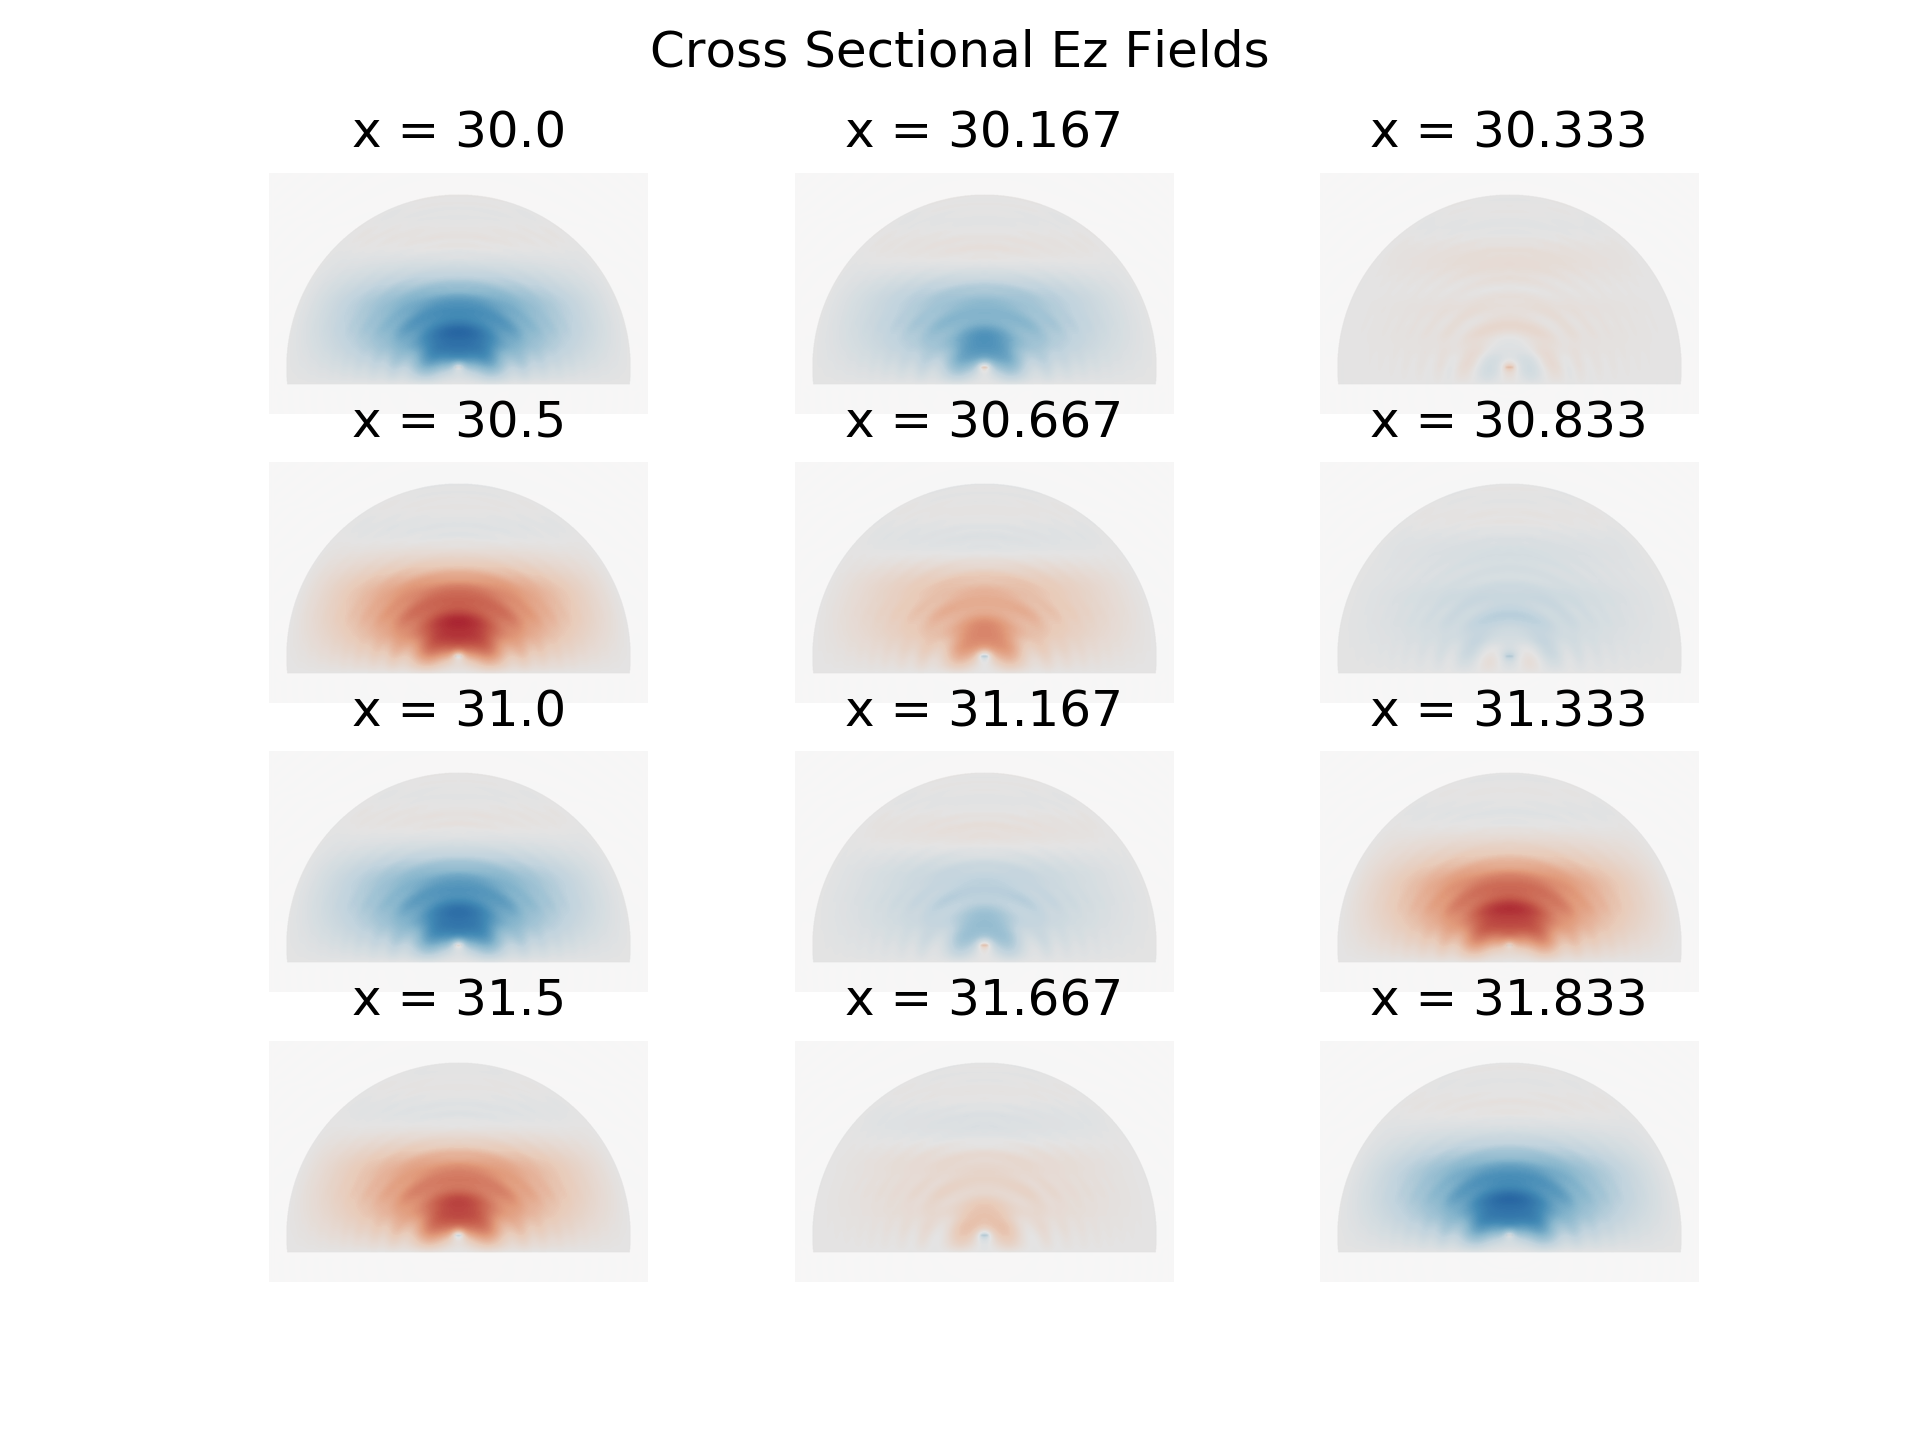 Cross Sectional Ez Fields
x = 30.0
x = 30.167
x = 30.333
x = 30.5
x = 30.667
x = 30.833
x = 31.0
x = 31.167
x = 31.333
x = 31.5
x = 31.667
x = 31.833